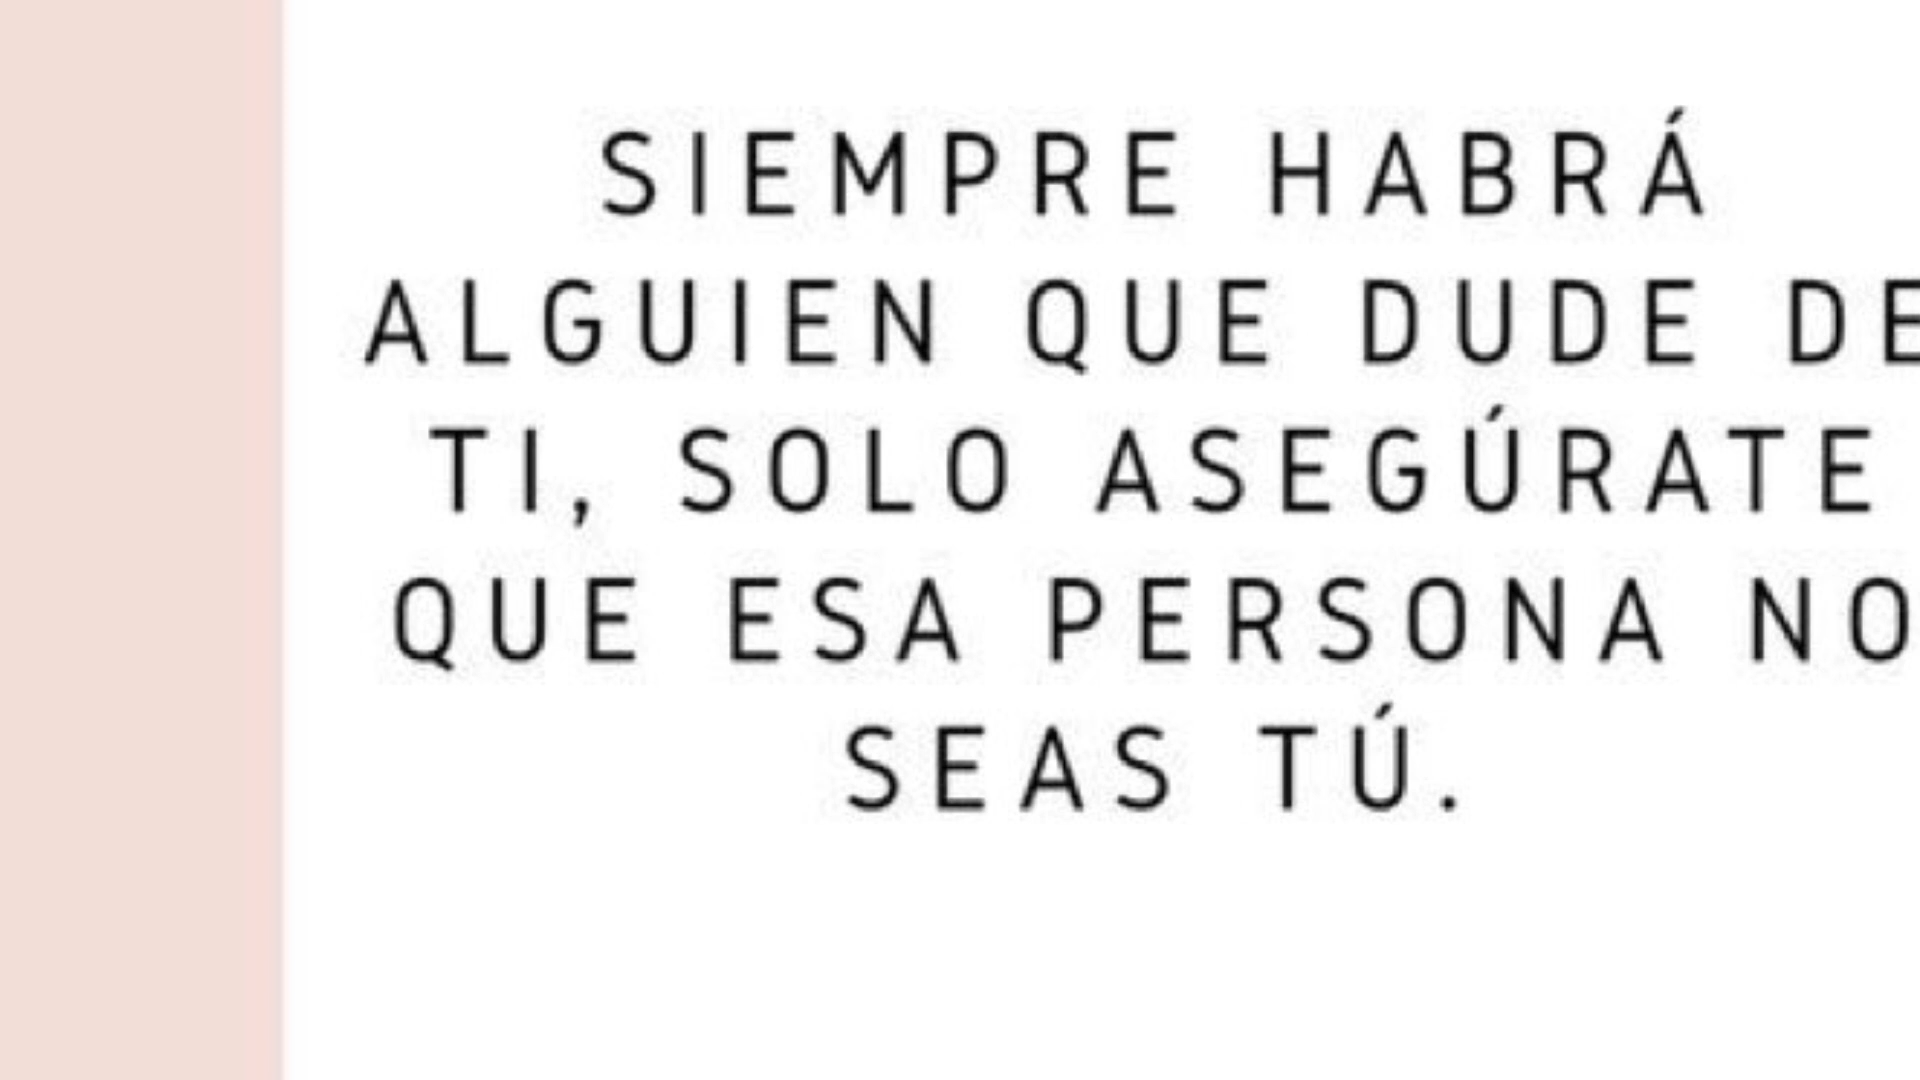 SIEMPRE HABRÁ
ALGUIEN QUE DUDE DE
TI, SOLO ASEGÚRATE
QUE ESA PERSONA NO
SEAS TÚ.